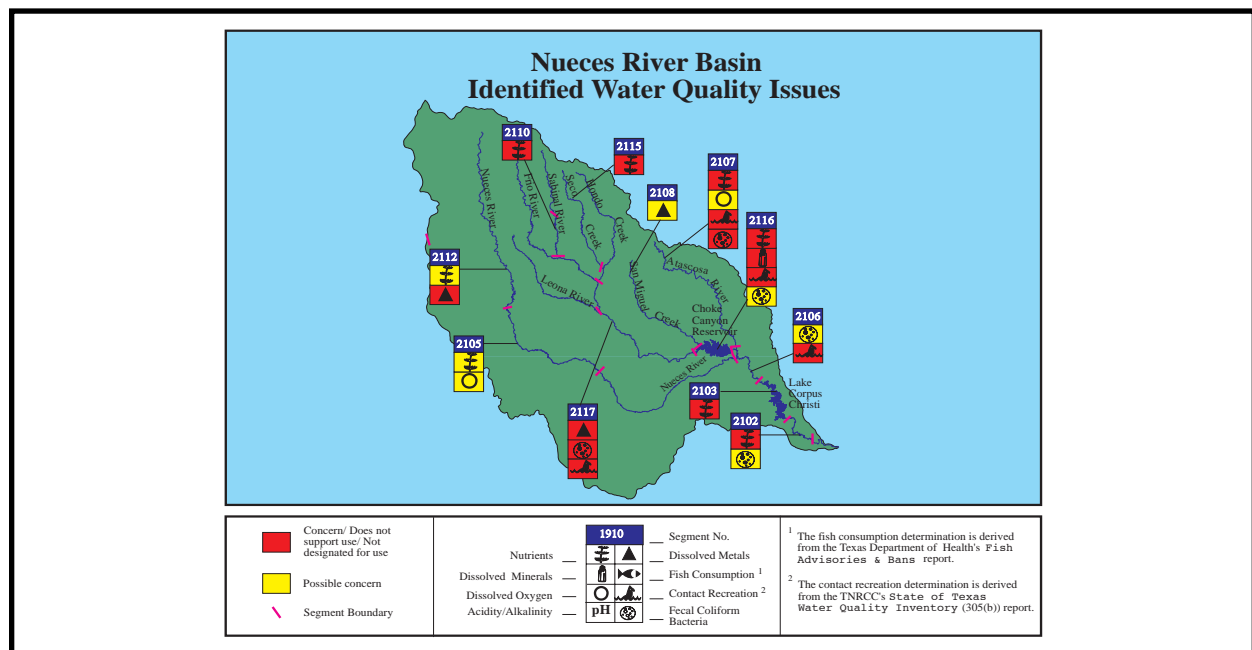 Nueces River Basin
Identified Water Quality Issues
2110
2115
2107
2108
2116
2112
2105
2106
2103
2102
2117
Nueces River
Frio River
Sabinal River
Seco
Creek
Hondo
Creek
Leona River
San Miguel
Creek
Atascosa
River
Choke
Canyon
Reservoir
Nueces River
Lake
Corpus
Christi
Concern/ Does not
support use/ Not
designated for use
Possible concern
Segment Boundary
1910
Segment No.
Nutrients
Dissolved Metals
Dissolved Minerals
Fish Consumption 1
Dissolved Oxygen
Contact Recreation 2
Acidity/Alkalinity
pH
Fecal Coliform
Bacteria
1 The fish consumption determination is derived
from the Texas Department of Health's Fish
Advisories & Bans report.
2 The contact recreation determination is derived
from the TNRCC's State of Texas
Water Quality Inventory (305(b)) report.